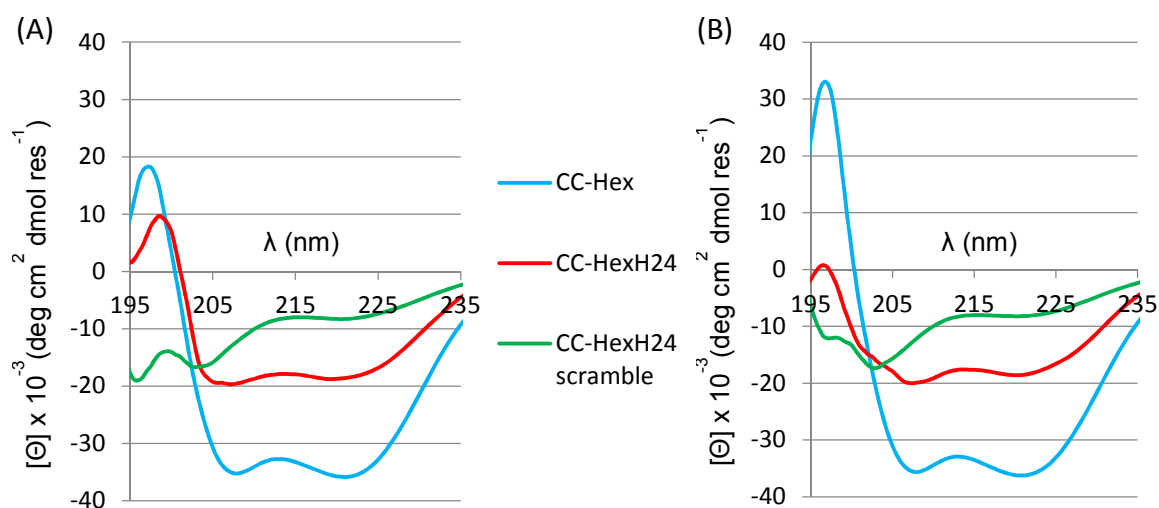 (A)
40
30
20
10
0
-10
-20
-30
-40
195
205
215
225
235
λ (nm)
[Θ] x 10⁻³ (deg cm² dmol res⁻¹)
CC-Hex
CC-HexH24
CC-HexH24
scramble
(B)
40
30
20
10
0
-10
-20
-30
-40
195
205
215
225
235
λ (nm)
[Θ] x 10⁻³ (deg cm² dmol res⁻¹)